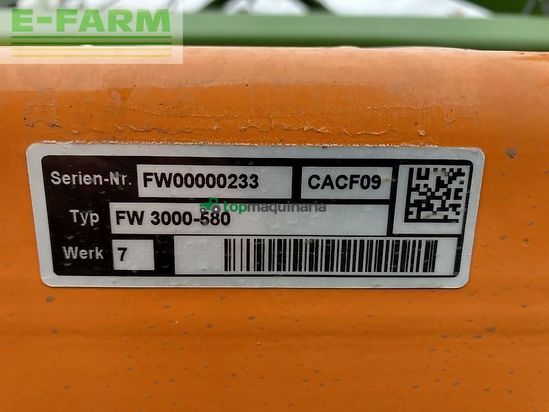 E-FARM
Serien-Nr. FW00000233 CACF09
topmaquinaria
Typ FW 3000-580
Werk 7